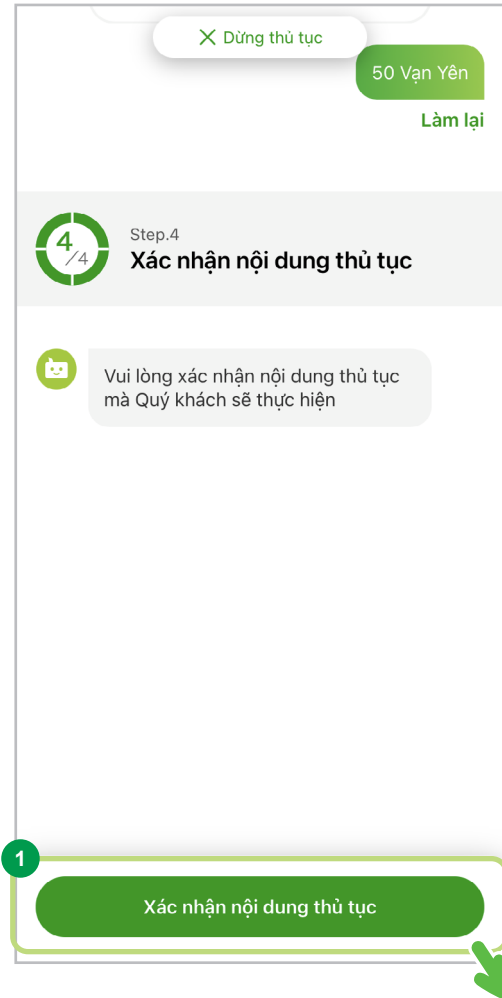 Dừng thủ tục
50 Vạn Yên
Làm lại
4/4
Step.4
Xác nhận nội dung thủ tục
Vui lòng xác nhận nội dung thủ tục
mà Quý khách sẽ thực hiện
1
Xác nhận nội dung thủ tục